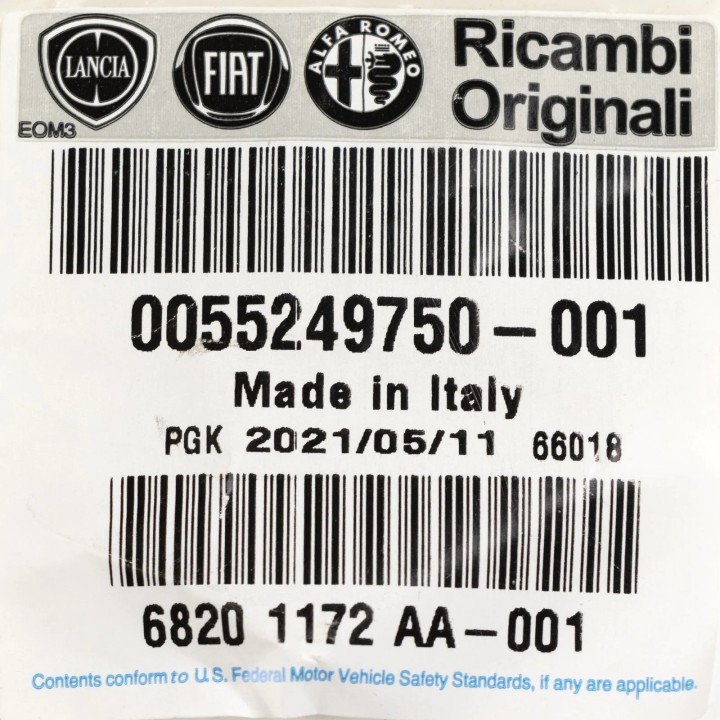 LANCIA FIAT ALFA ROMEO Ricambi
Originali
EOM3
0055249750-001
Made in Italy
PGK 2021/05/11 66018
6820 1172 AA-001
Contents conform to U.S. Federal Motor Vehicle Safety Standards, if any are applicable.